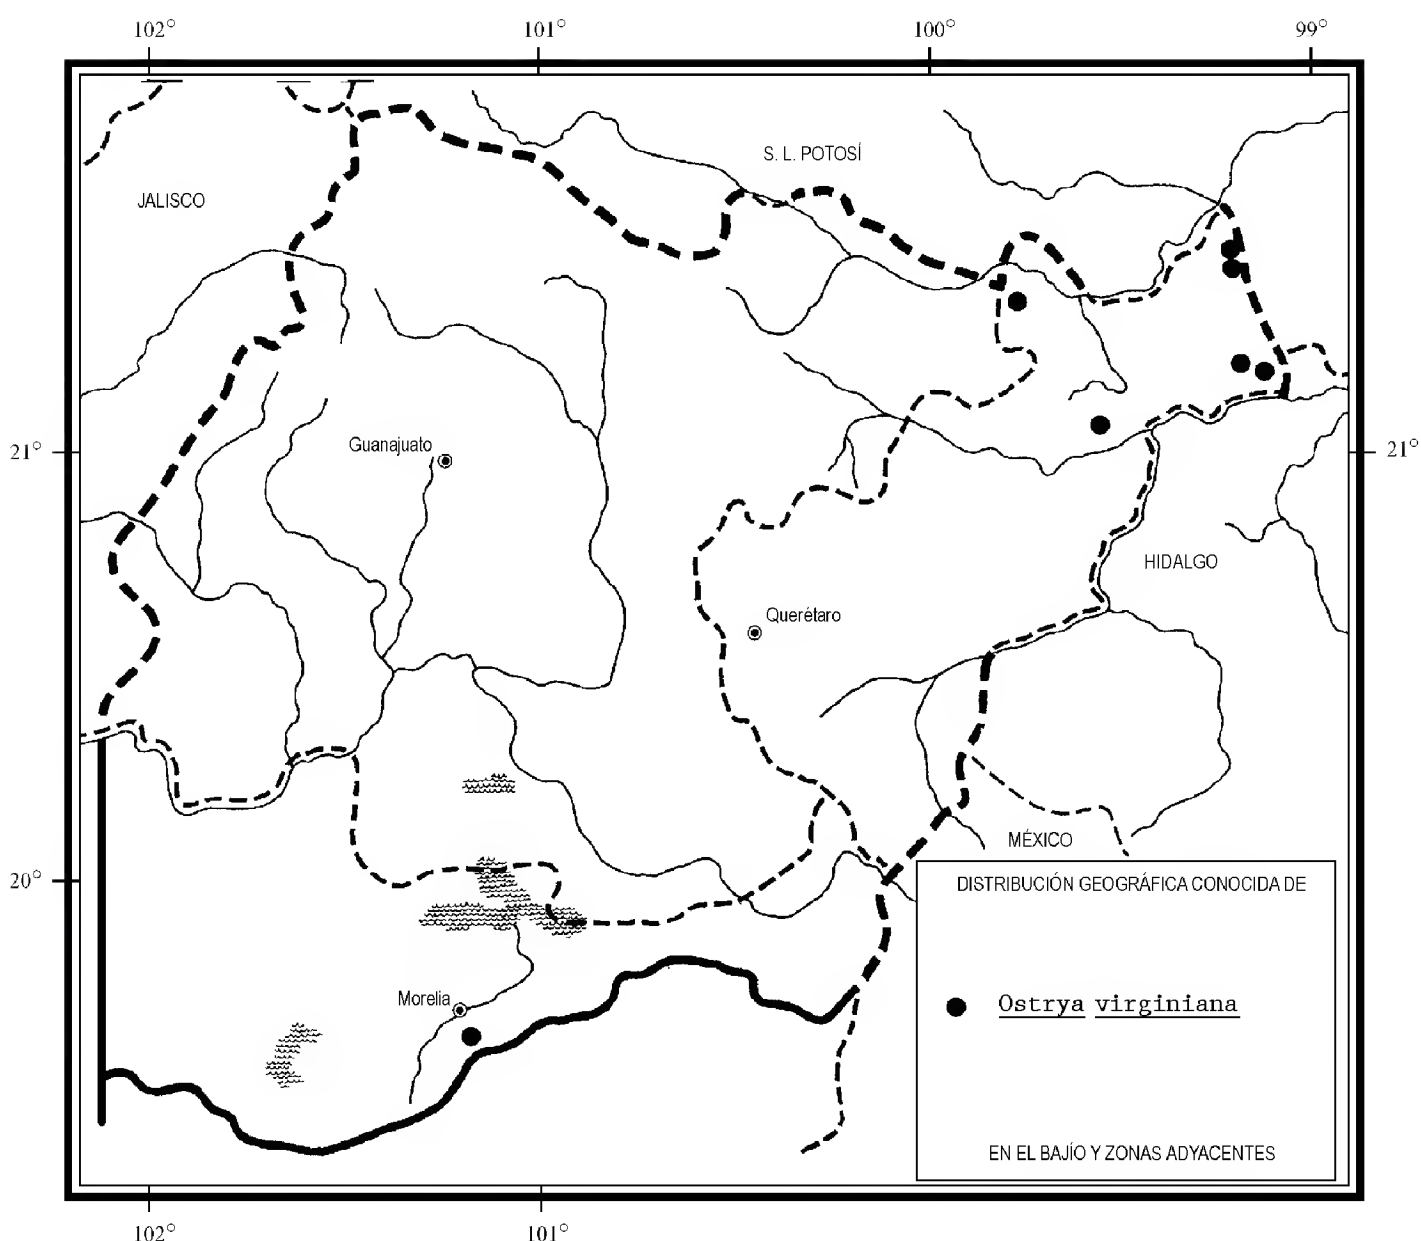 102° 101° 100° 99°
S. L. POTOSÍ
JALISCO
Guanajuato
21° 21°
HIDALGO
Querétaro
MÉXICO
20°
DISTRIBUCIÓN GEOGRÁFICA CONOCIDA DE
Morelia
Ostrya virginiana
EN EL BAJÍO Y ZONAS ADYACENTES
102° 101°